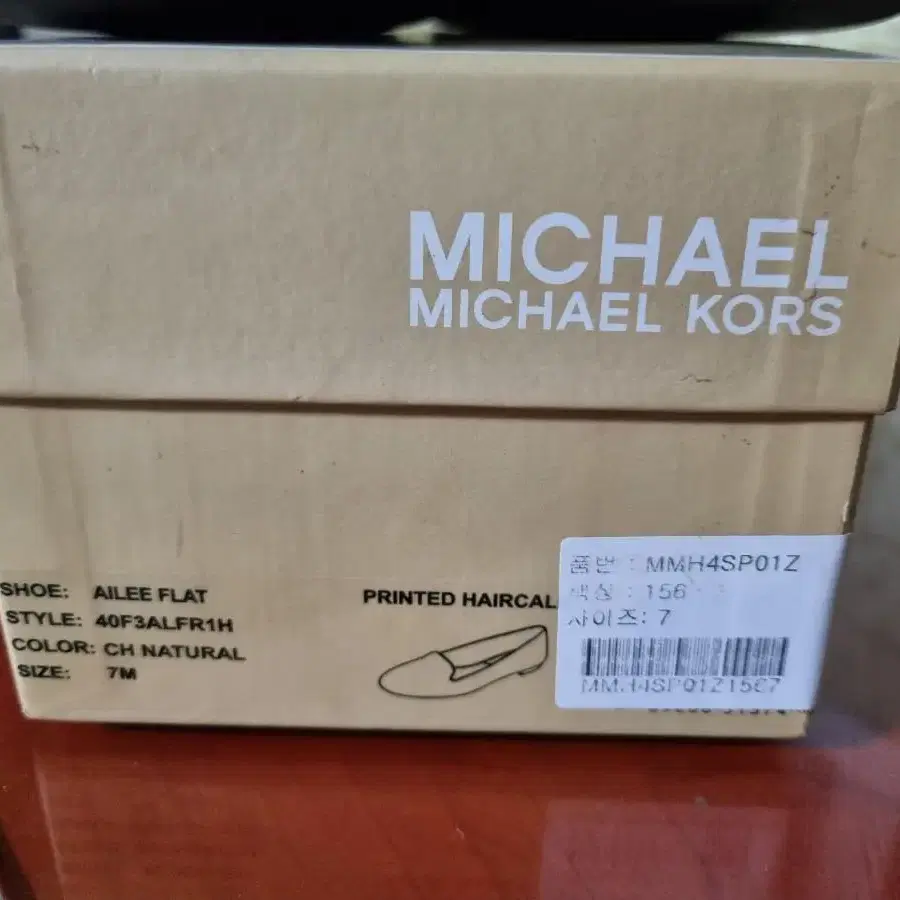 MICHAEL
MICHAEL KORS
SHOE: AILEE FLAT
STYLE: 40F3ALFR1H
COLOR: CH NATURAL
SIZE: 7M
PRINTED HAIRCAL
품번 : MMH4SP01Z
색상 : 156
사이즈: 7
MMH4SP01Z1567